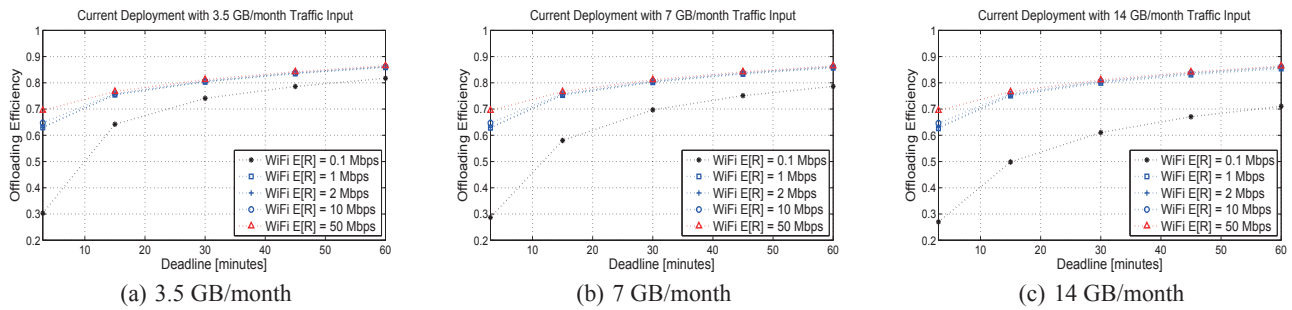 Current Deployment with 3.5 GB/month Traffic Input
1
0.9
0.8
0.7
0.6
0.5
0.4
0.3
0.2
Offloading Efficiency
WiFi E[R] = 0.1 Mbps
WiFi E[R] = 1 Mbps
WiFi E[R] = 2 Mbps
WiFi E[R] = 10 Mbps
WiFi E[R] = 50 Mbps
10 20 30 40 50 60
Deadline [minutes]
(a) 3.5 GB/month
Current Deployment with 7 GB/month Traffic Input
1
0.9
0.8
0.7
0.6
0.5
0.4
0.3
0.2
Offloading Efficiency
WiFi E[R] = 0.1 Mbps
WiFi E[R] = 1 Mbps
WiFi E[R] = 2 Mbps
WiFi E[R] = 10 Mbps
WiFi E[R] = 50 Mbps
10 20 30 40 50 60
Deadline [minutes]
(b) 7 GB/month
Current Deployment with 14 GB/month Traffic Input
1
0.9
0.8
0.7
0.6
0.5
0.4
0.3
0.2
Offloading Efficiency
WiFi E[R] = 0.1 Mbps
WiFi E[R] = 1 Mbps
WiFi E[R] = 2 Mbps
WiFi E[R] = 10 Mbps
WiFi E[R] = 50 Mbps
10 20 30 40 50 60
Deadline [minutes]
(c) 14 GB/month